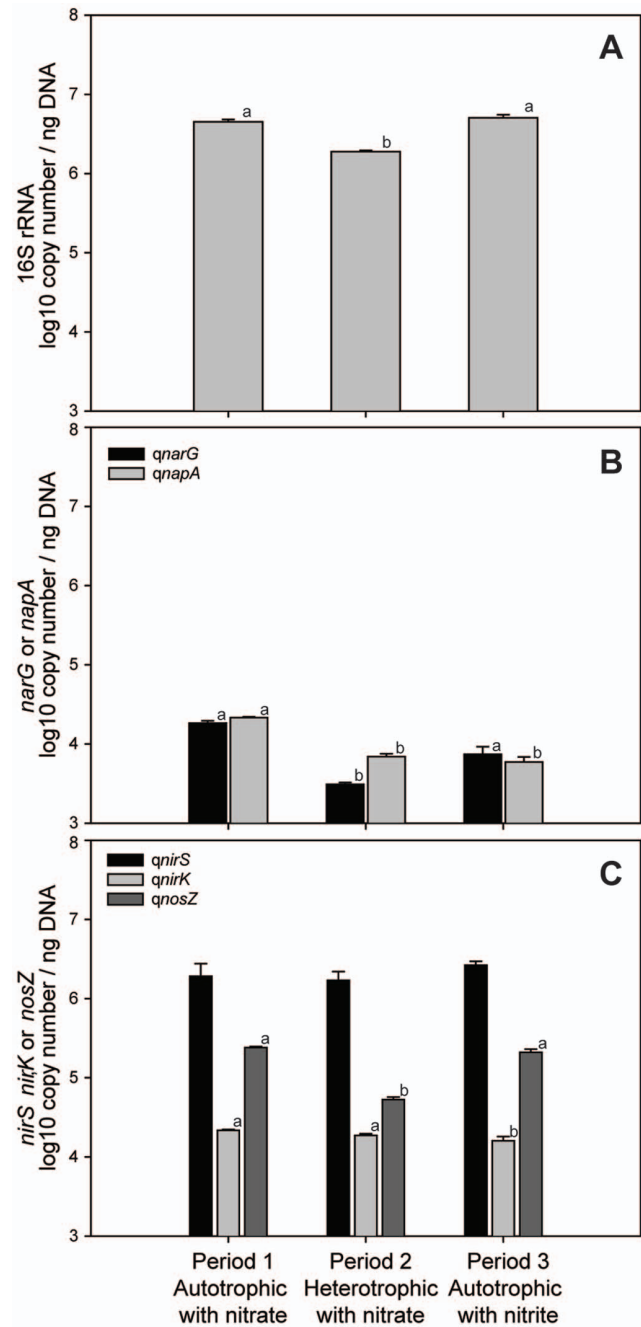 A
8
7
6
5
4
3
16S rRNA
log10 copy number / ng DNA
a
b
a
B
qnarG
qnapA
8
7
6
5
4
3
narG or napA
log10 copy number / ng DNA
a
a
b
b
a
b
C
qnirS
qnirK
qnosZ
8
7
6
5
4
3
nirS nirK or nosZ
log10 copy number / ng DNA
a
a
a
b
b
a
Period 1
Autotrophic
with nitrate
Period 2
Heterotrophic
with nitrate
Period 3
Autotrophic
with nitrite